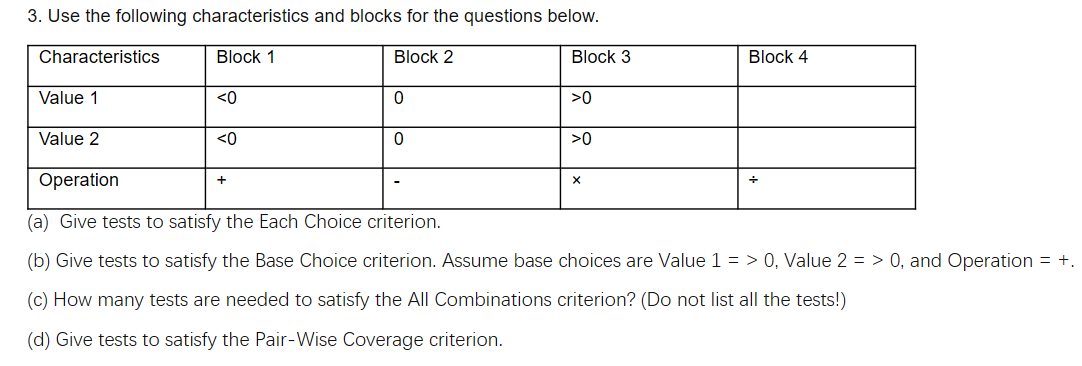 3. Use the following characteristics and blocks for the questions below.
Characteristics Block 1 Block 2 Block 3 Block 4
Value 1 <0 0 >0
Value 2 <0 0 >0
Operation + - × ÷
(a) Give tests to satisfy the Each Choice criterion.
(b) Give tests to satisfy the Base Choice criterion. Assume base choices are Value 1 = > 0, Value 2 = > 0, and Operation = +.
(c) How many tests are needed to satisfy the All Combinations criterion? (Do not list all the tests!)
(d) Give tests to satisfy the Pair-Wise Coverage criterion.